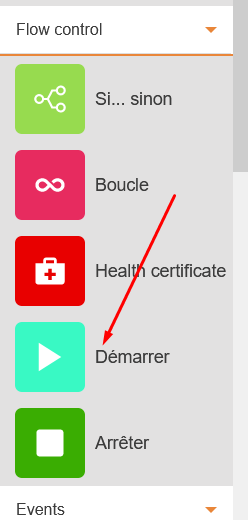 Flow control
Si... sinon
Boucle
Health certificate
Démarrer
Arrêter
Events